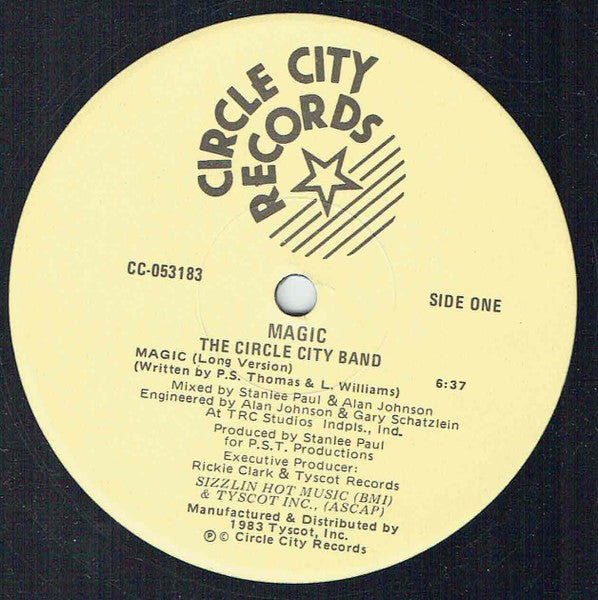 CIRCLE CITY
RECORDS
CC-053183
SIDE ONE
MAGIC
THE CIRCLE CITY BAND
MAGIC (Long Version)
(Written by P.S. Thomas & L. Williams)
6:37
Mixed by Stanlee Paul & Alan Johnson
Engineered by Alan Johnson & Gary Schatzlein
At TRC Studios Indpls., Ind.
Produced by Stanlee Paul
for P.S.T. Productions
Executive Producer:
Rickie Clark & Tyscot Records
SIZZLIN HOT MUSIC (BMI)
& TYSCOT INC., (ASCAP)
Manufactured & Distributed by
1983 Tyscot, Inc.
℗ © Circle City Records